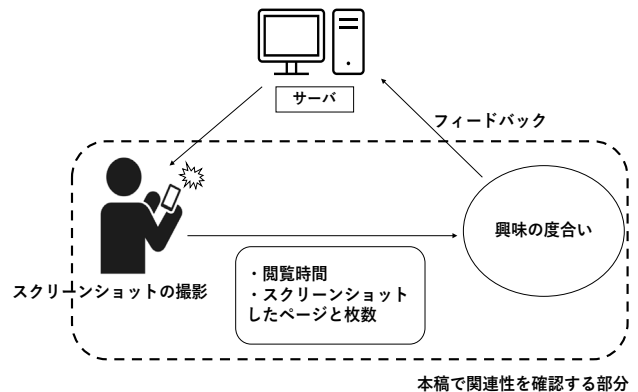 サーバ
フィードバック
興味の度合い
スクリーンショットの撮影
・閲覧時間
・スクリーンショット
したページと枚数
本稿で関連性を確認する部分